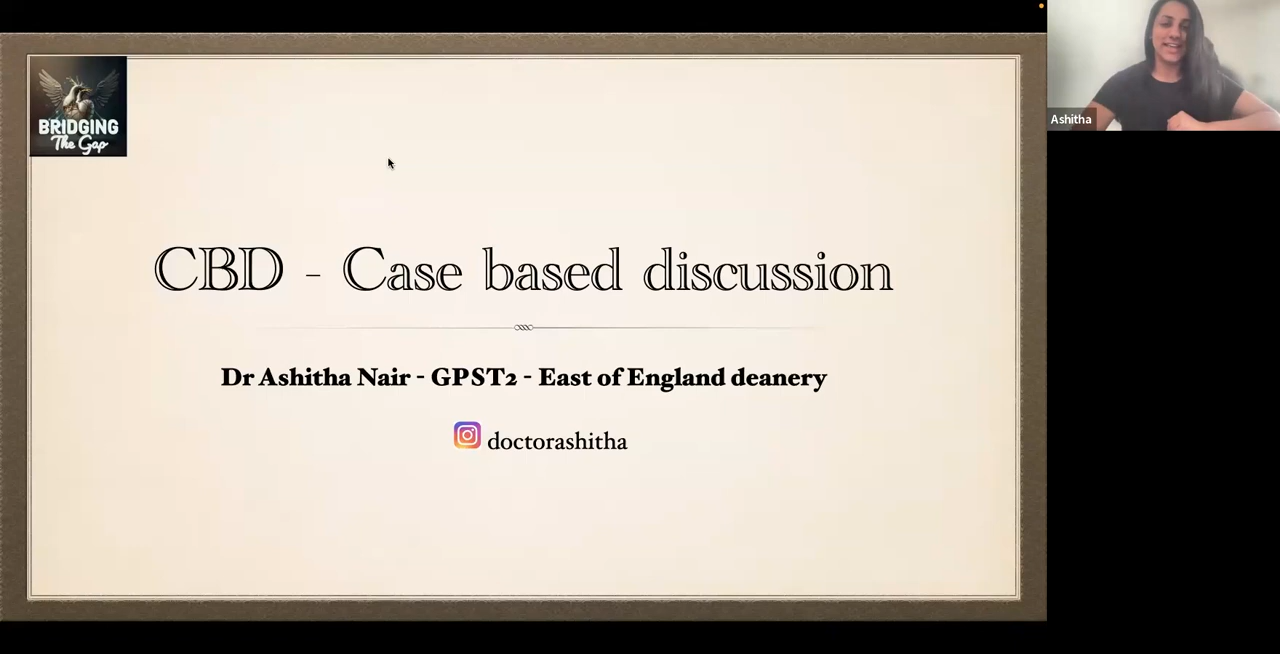 BRIDGING
The Gap
CBD - Case based discussion
Dr Ashitha Nair - GPST2 - East of England deanery
doctorashitha
Ashitha